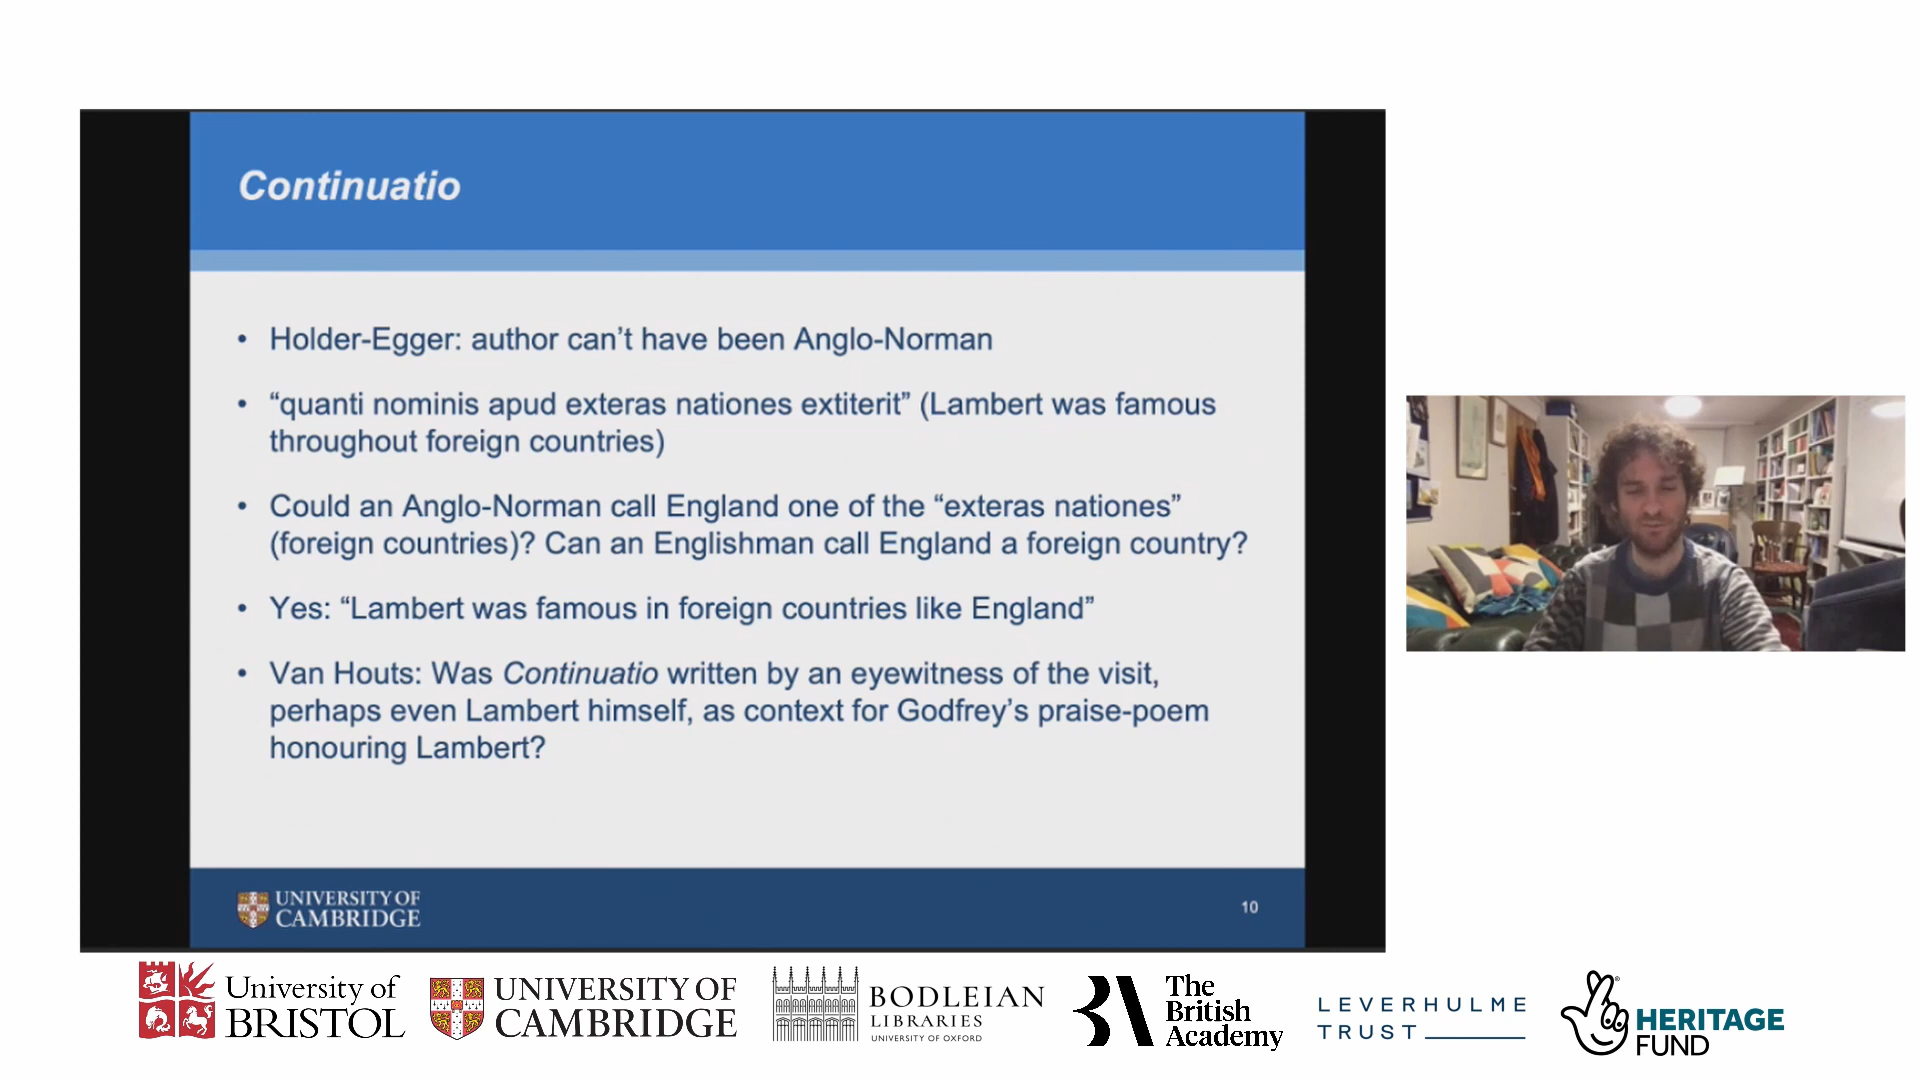 Continuatio
• Holder-Egger: author can’t have been Anglo-Norman
• “quanti nominis apud exteras nationes extiterit” (Lambert was famous
throughout foreign countries)
• Could an Anglo-Norman call England one of the “exteras nationes”
(foreign countries)? Can an Englishman call England a foreign country?
• Yes: “Lambert was famous in foreign countries like England”
• Van Houts: Was Continuatio written by an eyewitness of the visit,
perhaps even Lambert himself, as context for Godfrey’s praise-poem
honouring Lambert?
UNIVERSITY OF
CAMBRIDGE
10
University of
BRISTOL
UNIVERSITY OF
CAMBRIDGE
BODLEIAN
LIBRARIES
UNIVERSITY OF OXFORD
The
British
Academy
LEVERHULME
TRUST
HERITAGE
FUND